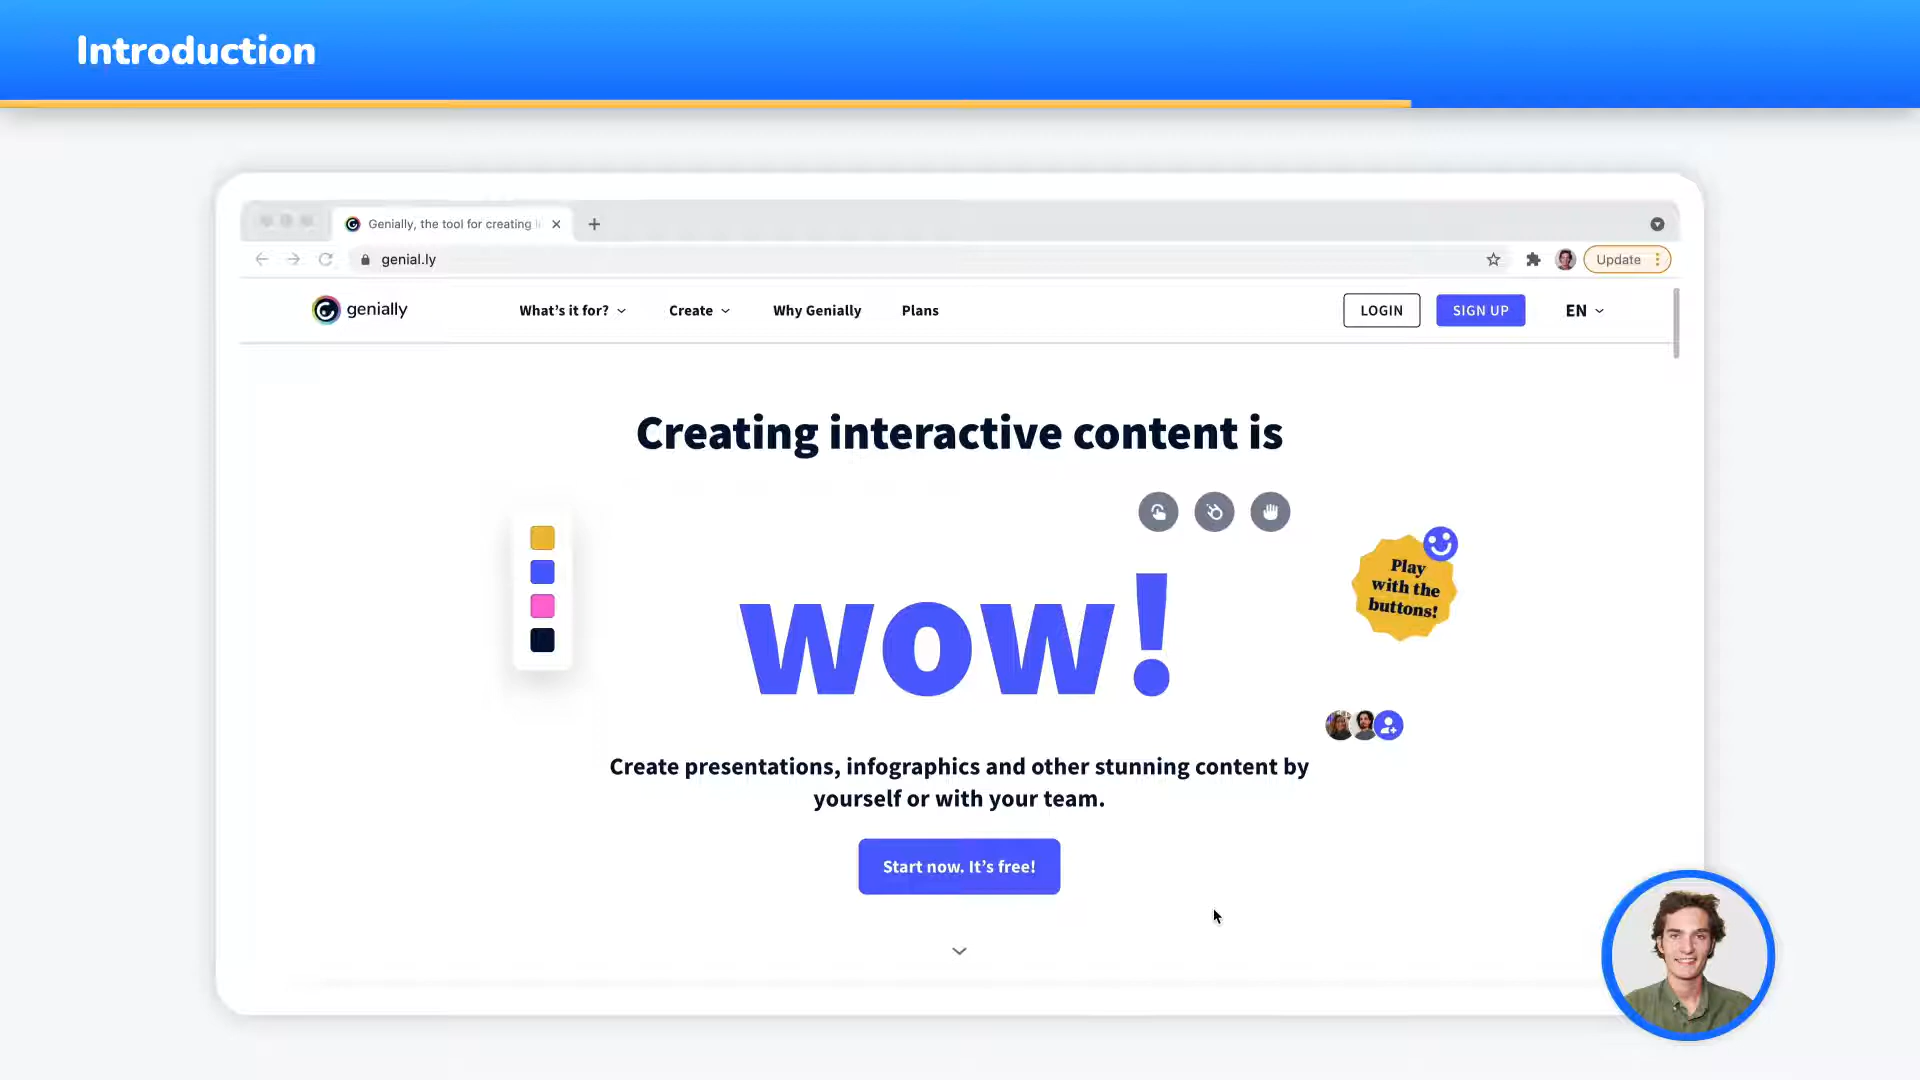 Introduction
Genially, the tool for creating
genial.ly
Update
genially
What's it for?
Create
Why Genially
Plans
LOGIN
SIGN UP
EN
Creating interactive content is
wow!
Play
with the
buttons!
Create presentations, infographics and other stunning content by
yourself or with your team.
Start now. It's free!